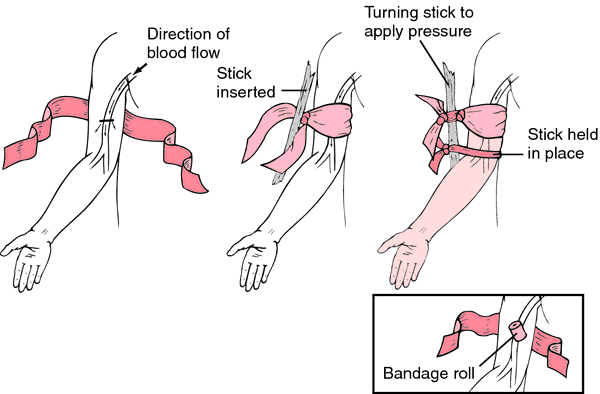 Direction of
blood flow
Stick
inserted
Turning stick to
apply pressure
Stick held
in place
Bandage roll